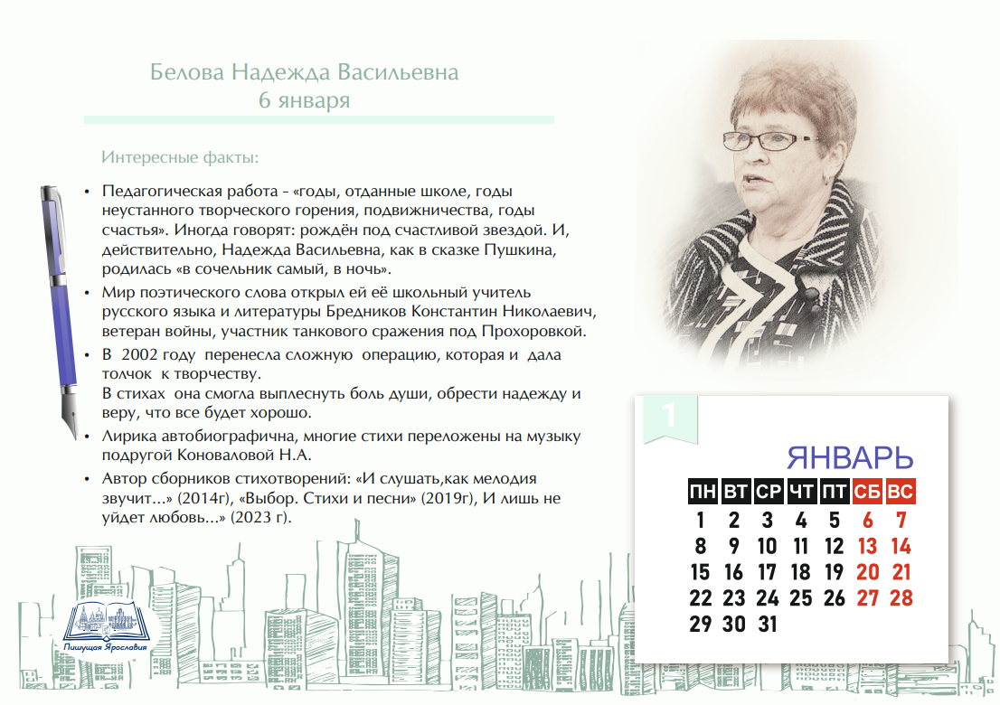 Белова Надежда Васильевна
6 января
Интересные факты:
• Педагогическая работа – «годы, отданные школе, годы
неустанного творческого горения, подвижничества, годы
счастья». Иногда говорят: рождён под счастливой звездой. И,
действительно, Надежда Васильевна, как в сказке Пушкина,
родилась «в сочельник самый, в ночь».
• Мир поэтического слова открыл ей её школьный учитель
русского языка и литературы Бредников Константин Николаевич,
ветеран войны, участник танкового сражения под Прохоровкой.
• В 2002 году перенесла сложную операцию, которая и дала
толчок к творчеству.
В стихах она смогла выплеснуть боль души, обрести надежду и
веру, что все будет хорошо.
• Лирика автобиографична, многие стихи переложены на музыку
подругой Коноваловой Н.А.
• Автор сборников стихотворений: «И слушать,как мелодия
звучит...» (2014г), «Выбор. Стихи и песни» (2019г), И лишь не
уйдет любовь...» (2023 г).
Пишущая Ярославия
1
ЯНВАРЬ
ПН ВТ СР ЧТ ПТ СБ ВС
1 2 3 4 5 6 7
8 9 10 11 12 13 14
15 16 17 18 19 20 21
22 23 24 25 26 27 28
29 30 31